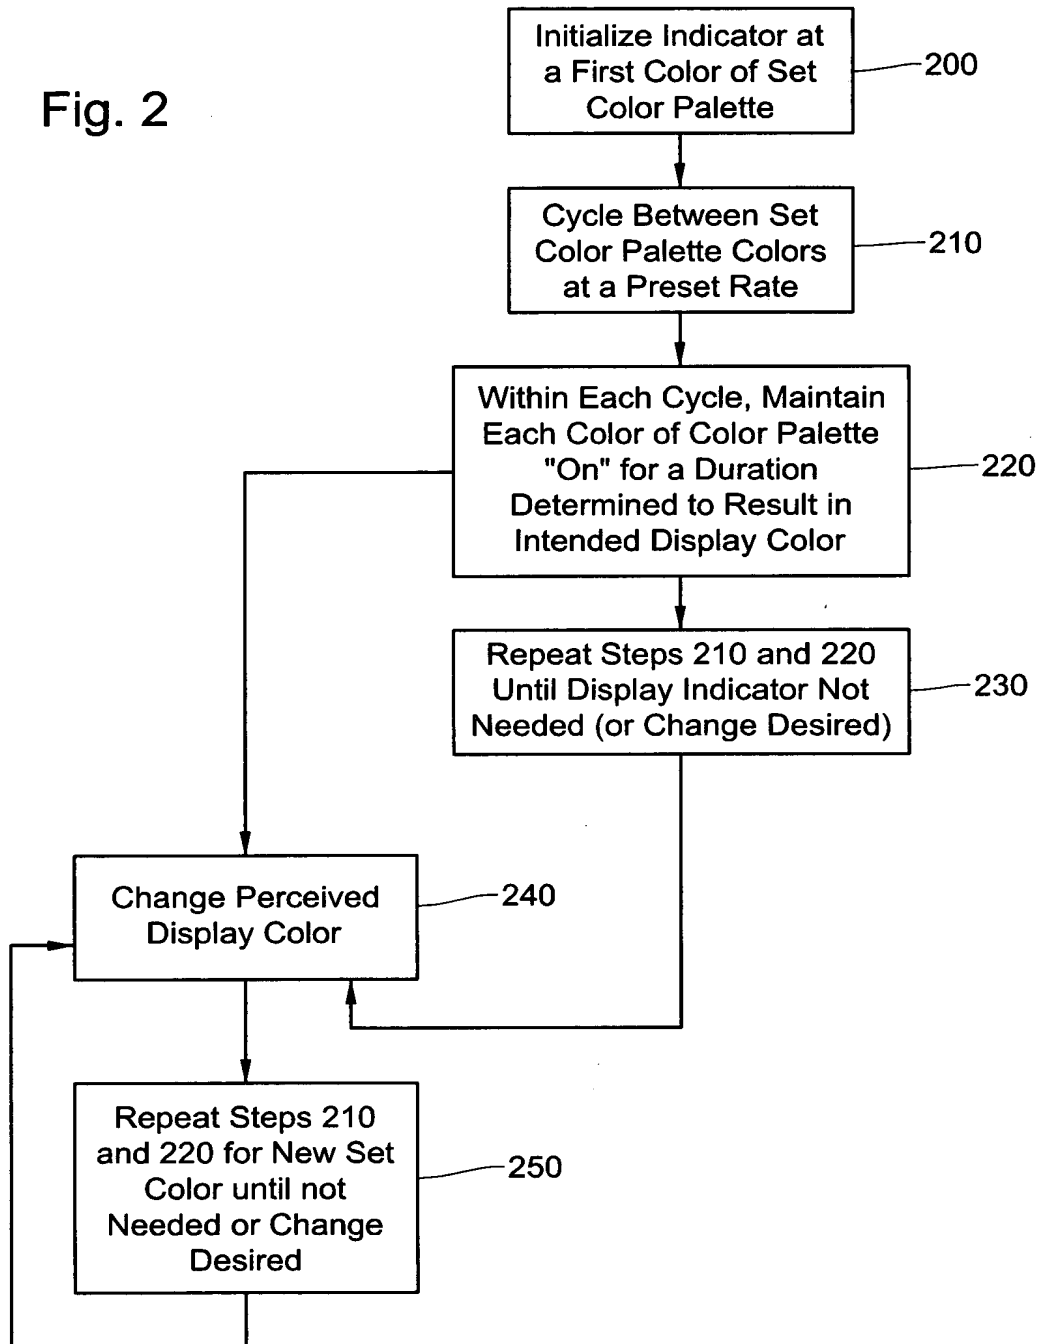 Fig. 2
Initialize Indicator at
a First Color of Set
Color Palette
200
Cycle Between Set
Color Palette Colors
at a Preset Rate
210
Within Each Cycle, Maintain
Each Color of Color Palette
"On" for a Duration
Determined to Result in
Intended Display Color
220
Repeat Steps 210 and 220
Until Display Indicator Not
Needed (or Change Desired)
230
Change Perceived
Display Color
240
Repeat Steps 210
and 220 for New Set
Color until not
Needed or Change
Desired
250